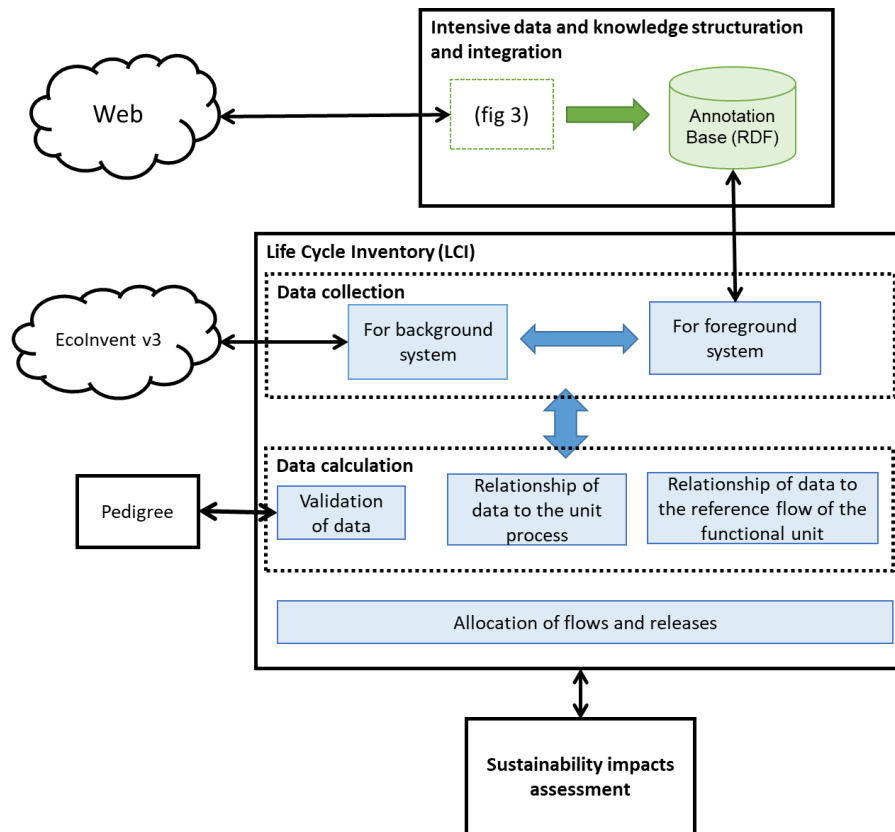 Intensive data and knowledge structuration
and integration
Web
(fig 3)
Annotation
Base (RDF)
Life Cycle Inventory (LCI)
Data collection
EcoInvent v3
For background
system
For foreground
system
Data calculation
Pedigree
Validation
of data
Relationship of
data to the unit
process
Relationship of data to
the reference flow of the
functional unit
Allocation of flows and releases
Sustainability impacts
assessment